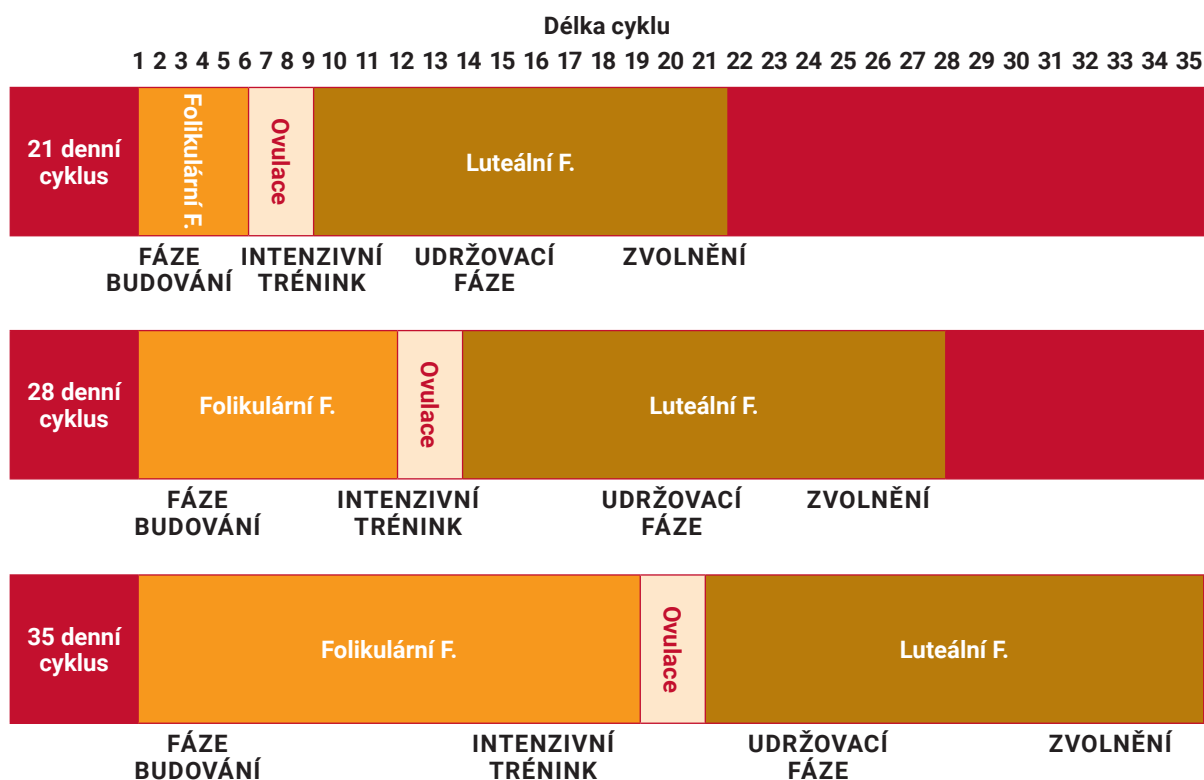 Délka cyklu
1 2 3 4 5 6 7 8 9 10 11 12 13 14 15 16 17 18 19 20 21 22 23 24 25 26 27 28 29 30 31 32 33 34 35
21 denní
cyklus
Folikulární F.
Ovulace
Luteální F.
FÁZE
BUDOVÁNÍ
INTENZIVNÍ
TRÉNINK
UDRŽOVACÍ
FÁZE
ZVOLNĚNÍ
28 denní
cyklus
Folikulární F.
Ovulace
Luteální F.
FÁZE
BUDOVÁNÍ
INTENZIVNÍ
TRÉNINK
UDRŽOVACÍ
FÁZE
ZVOLNĚNÍ
35 denní
cyklus
Folikulární F.
Ovulace
Luteální F.
FÁZE
BUDOVÁNÍ
INTENZIVNÍ
TRÉNINK
UDRŽOVACÍ
FÁZE
ZVOLNĚNÍ